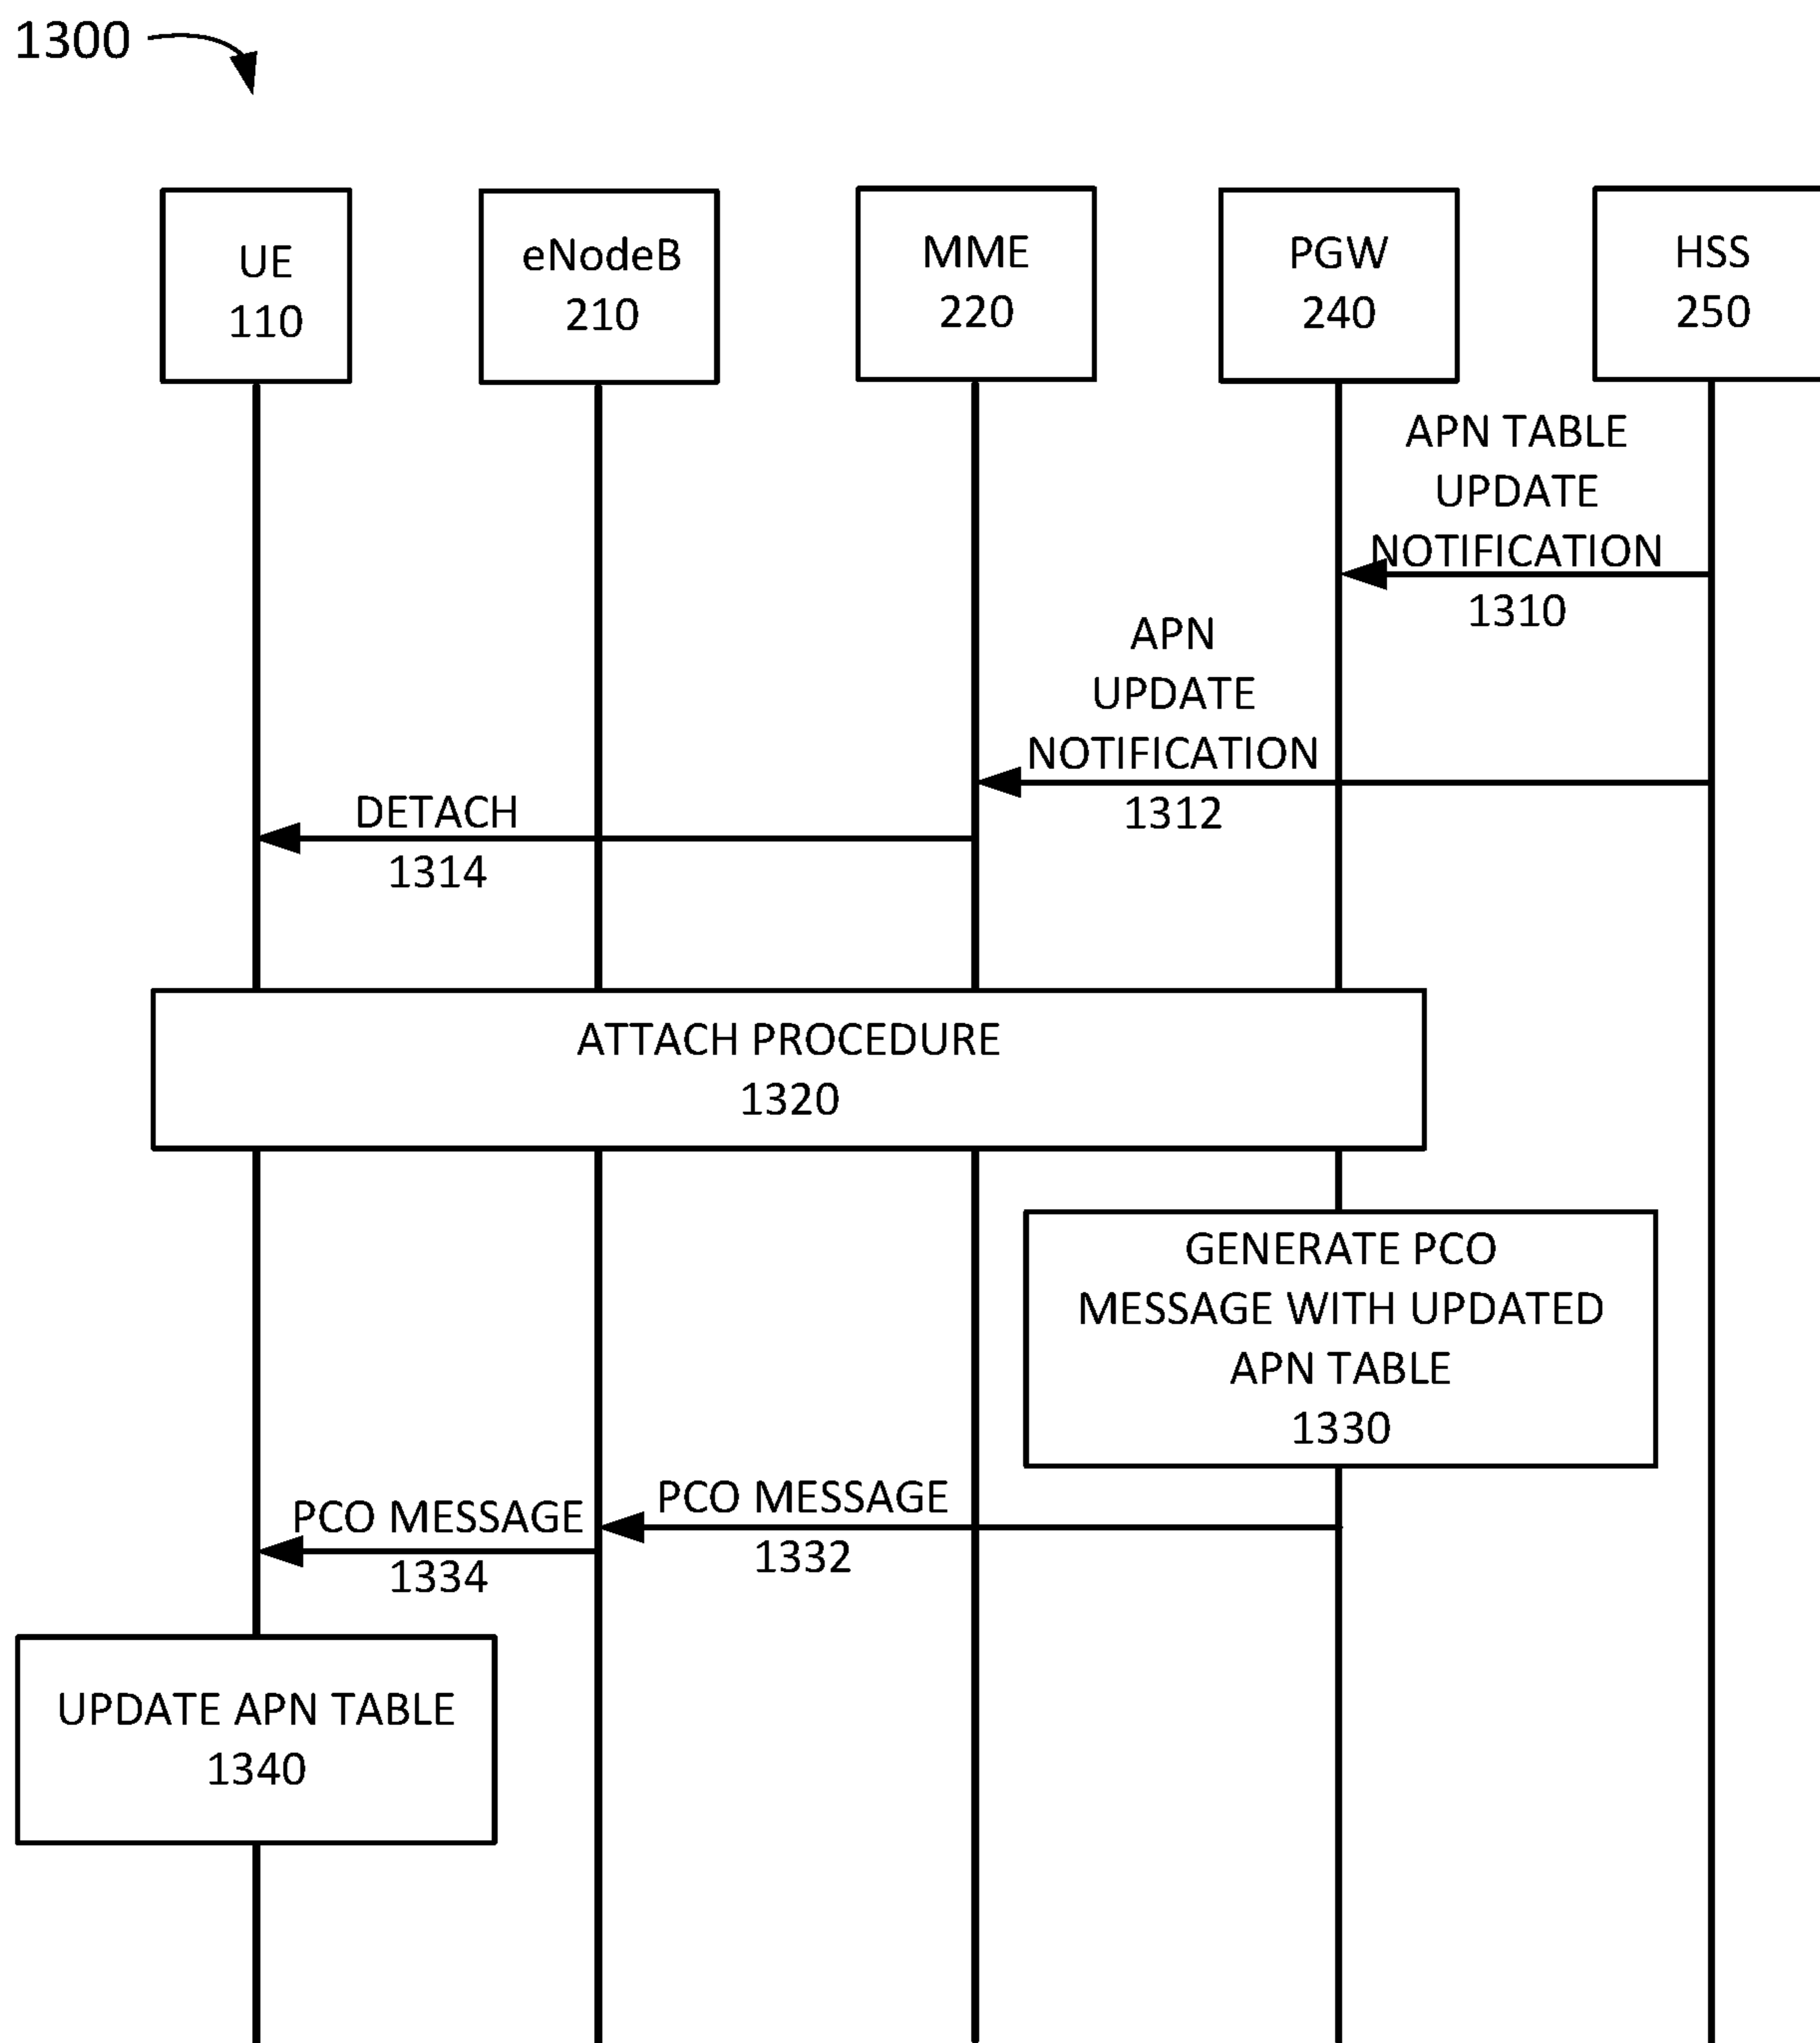 1300
UE
110
eNodeB
210
MME
220
PGW
240
HSS
250
APN TABLE
UPDATE
NOTIFICATION
1310
APN
UPDATE
NOTIFICATION
1312
DETACH
1314
ATTACH PROCEDURE
1320
GENERATE PCO
MESSAGE WITH UPDATED
APN TABLE
1330
PCO MESSAGE
1332
PCO MESSAGE
1334
UPDATE APN TABLE
1340